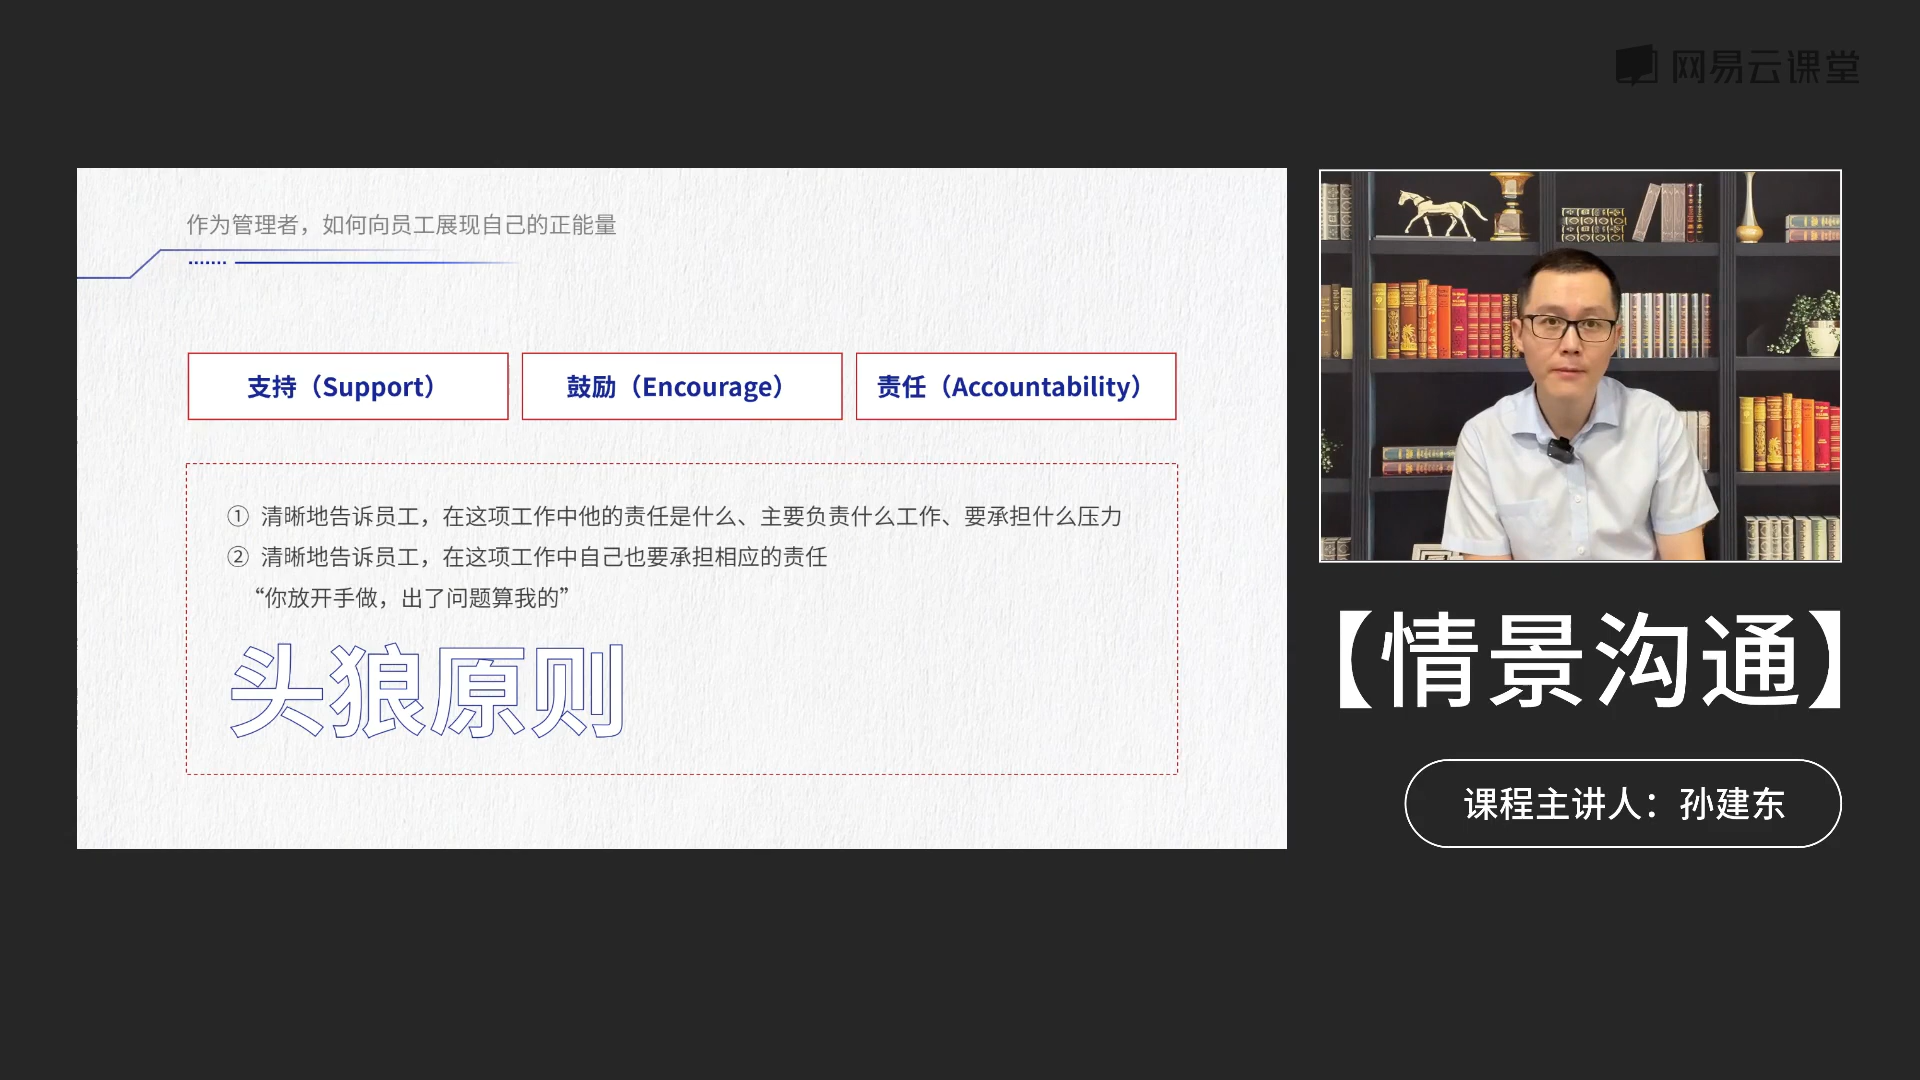 网易云课堂
作为管理者，如何向员工展现自己的正能量
支持（Support）
鼓励（Encourage）
责任（Accountability）
① 清晰地告诉员工，在这项工作中他的责任是什么、主要负责什么工作、要承担什么压力
② 清晰地告诉员工，在这项工作中自己也要承担相应的责任
“你放开手做，出了问题算我的”
头狼原则
【情景沟通】
课程主讲人：孙建东